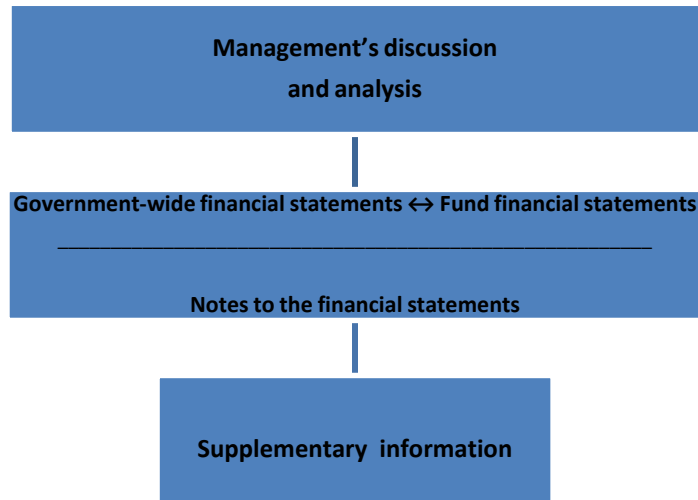 Management’s discussion
and analysis
Government-wide financial statements ↔ Fund financial statements
Notes to the financial statements
Supplementary information